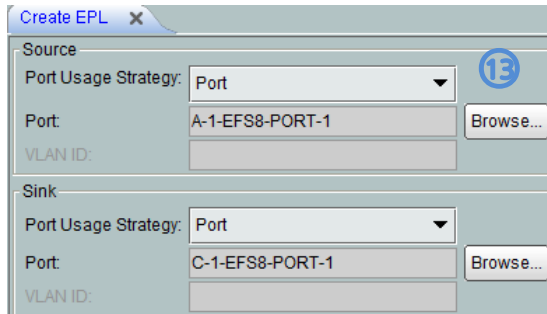 Create EPL
Source
Port Usage Strategy: Port
⑬
Port: A-1-EFS8-PORT-1 Browse...
VLAN ID:
Sink
Port Usage Strategy: Port
Port: C-1-EFS8-PORT-1 Browse...
VLAN ID: